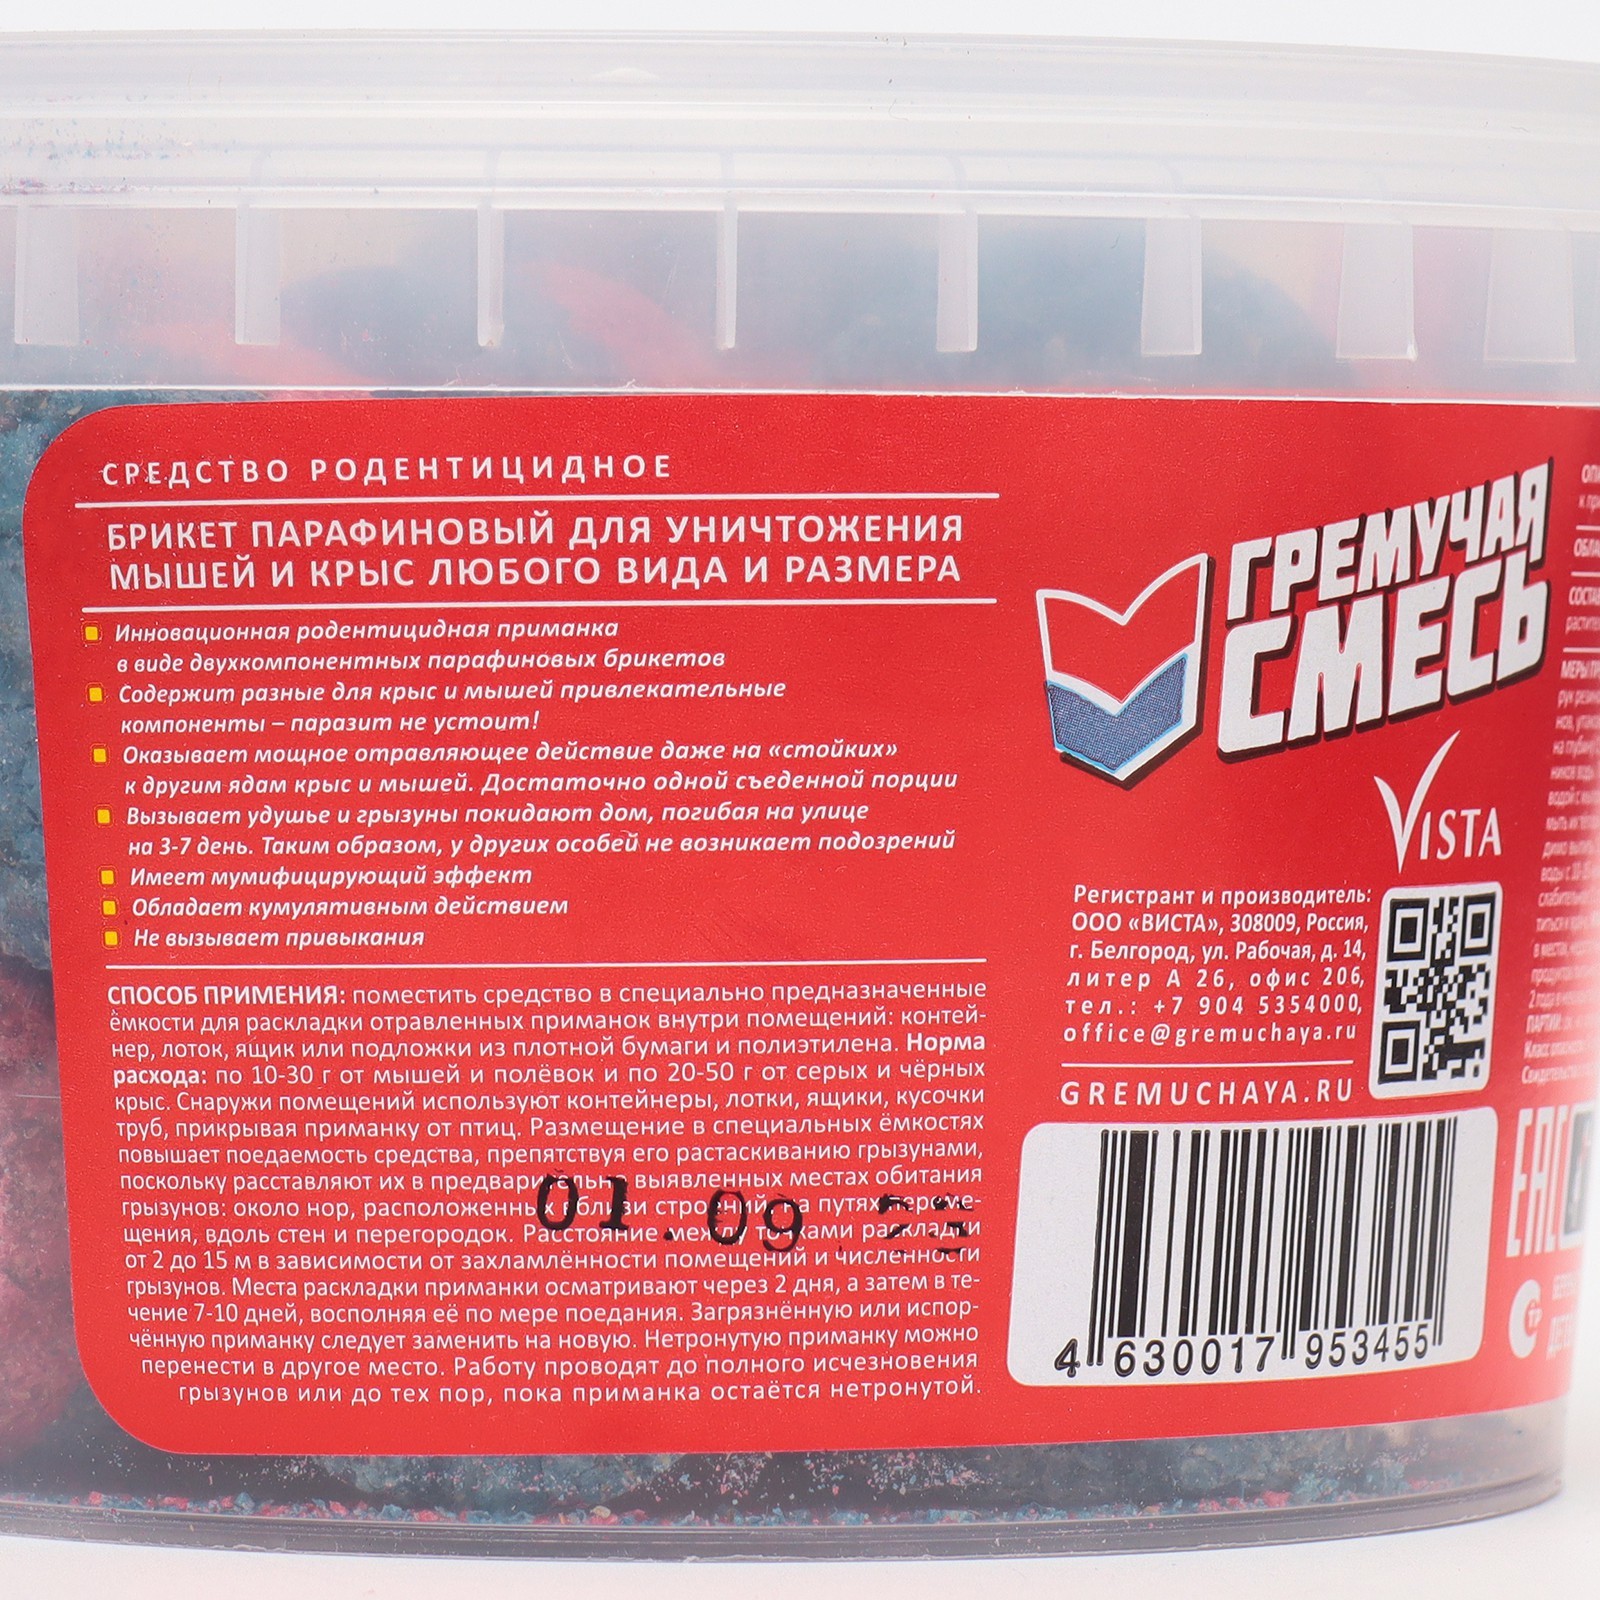 СРЕДСТВО РОДЕНТИЦИДНОЕ
БРИКЕТ ПАРАФИНОВЫЙ ДЛЯ УНИЧТОЖЕНИЯ
МЫШЕЙ И КРЫС ЛЮБОГО ВИДА И РАЗМЕРА
Инновационная родентицидная приманка
в виде двухкомпонентных парафиновых брикетов
Содержит разные для крыс и мышей привлекательные
компоненты – паразит не устоит!
Оказывает мощное отравляющее действие даже на «стойких»
к другим ядам крыс и мышей. Достаточно одной съеденной порции
Вызывает удушье и грызуны покидают дом, погибая на улице
на 3-7 день. Таким образом, у других особей не возникает подозрений
Имеет мумифицирующий эффект
Обладает кумулятивным действием
Не вызывает привыкания
СПОСОБ ПРИМЕНИЯ: поместить средство в специально предназначенные
ёмкости для раскладки отравленных приманок внутри помещений: контей-
нер, лоток, ящик или подложки из плотной бумаги и полиэтилена. Норма
расхода: по 10-30 г от мышей и полёвок и по 20-50 г от серых и чёрных
крыс. Снаружи помещений используют контейнеры, лотки, ящики, кусочки
труб, прикрывая приманку от птиц. Размещение в специальных ёмкостях
повышает поедаемость средства, препятствуя его растаскиванию грызунами,
поскольку расставляют их в предварительно выявленных местах обитания
грызунов: около нор, расположенных вблизи строений, на путях переме-
щения, вдоль стен и перегородок. Расстояние между точками раскладки
от 2 до 15 м в зависимости от захламлённости помещений и численности
грызунов. Места раскладки приманки осматривают через 2 дня, а затем в те-
чение 7-10 дней, восполняя её по мере поедания. Загрязнённую или испор-
чённую приманку следует заменить на новую. Нетронутую приманку можно
перенести в другое место. Работу проводят до полного исчезновения
грызунов или до тех пор, пока приманка остаётся нетронутой.
01.09.25
ГРЕМУЧАЯ
СМЕСЬ
VISTA
Регистрант и производитель:
ООО «ВИСТА», 308009, Россия,
г. Белгород, ул. Рабочая, д. 14,
литер А 26, офис 206,
тел.: +7 904 5354000,
office@gremuchaya.ru
GREMUCHAYA.RU
4 630017 953455
EAC